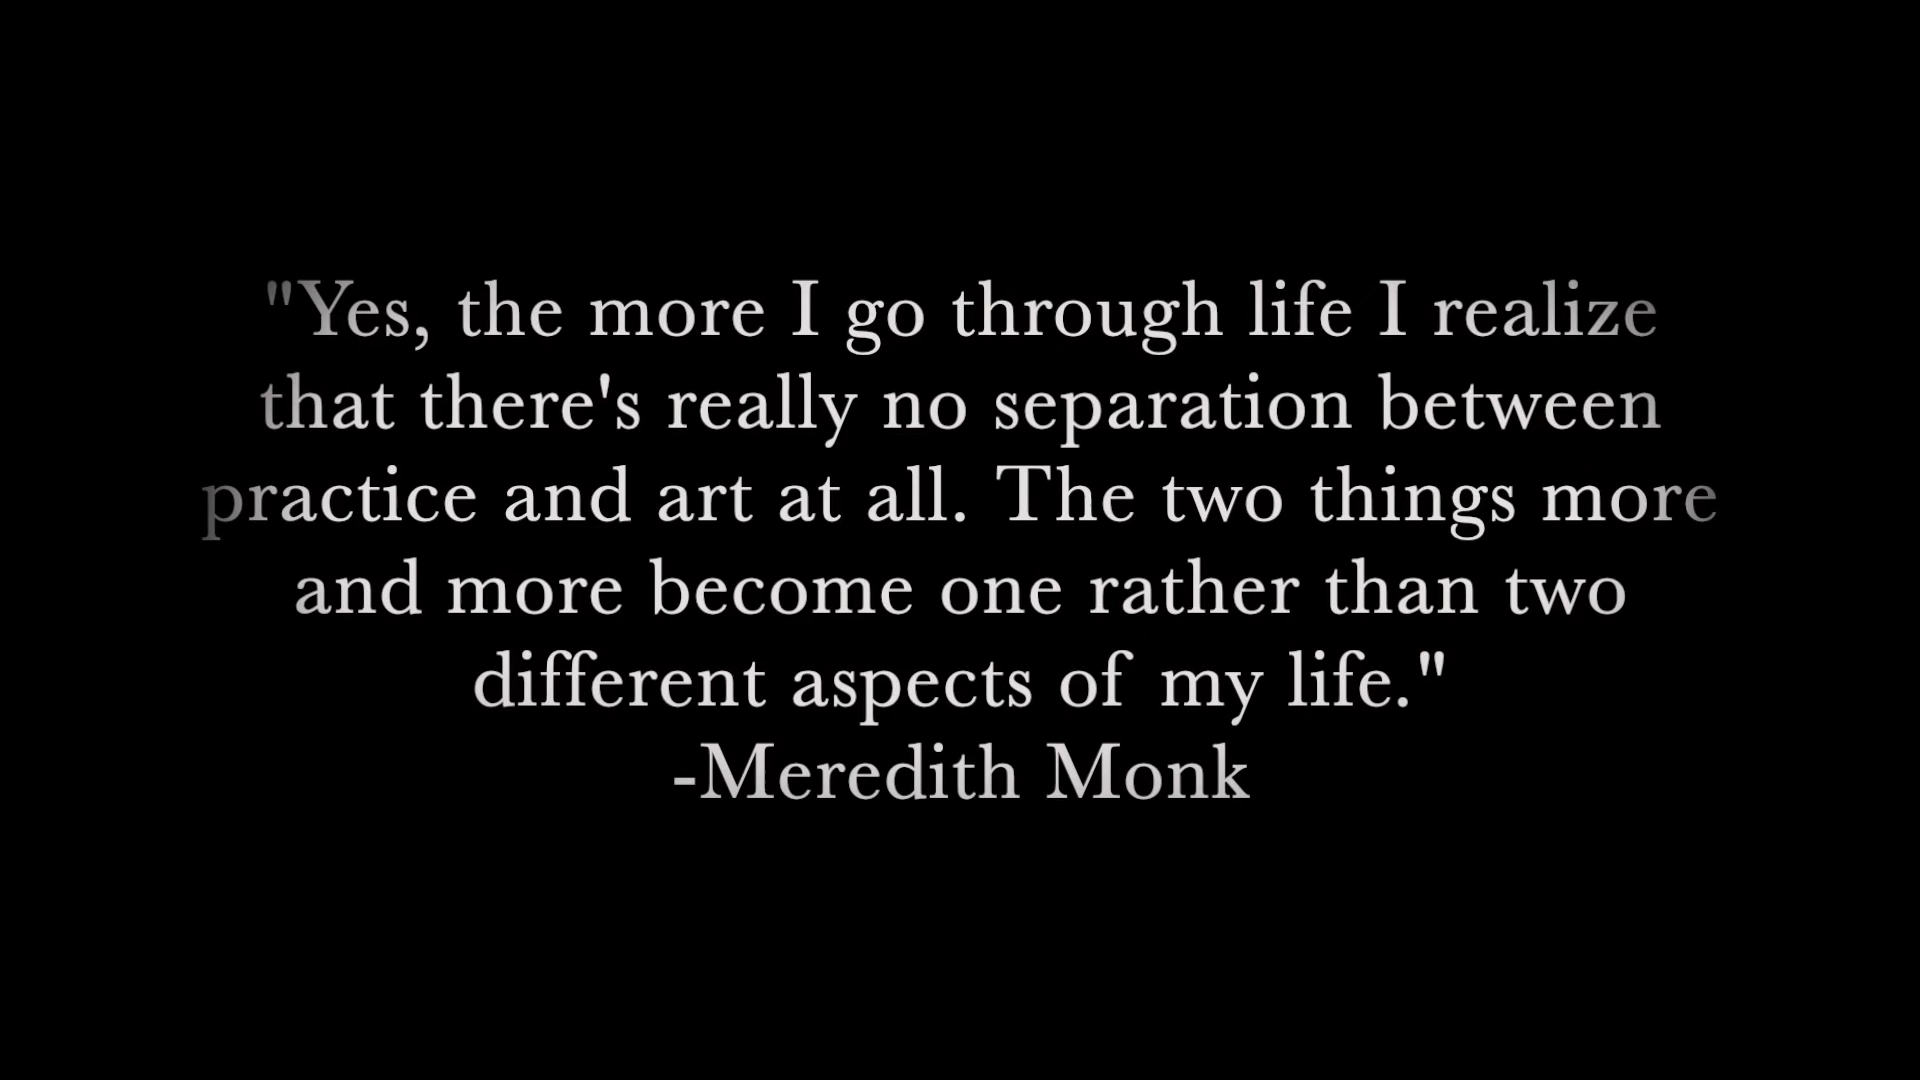 "Yes, the more I go through life I realize
that there's really no separation between
practice and art at all. The two things more
and more become one rather than two
different aspects of my life."
-Meredith Monk